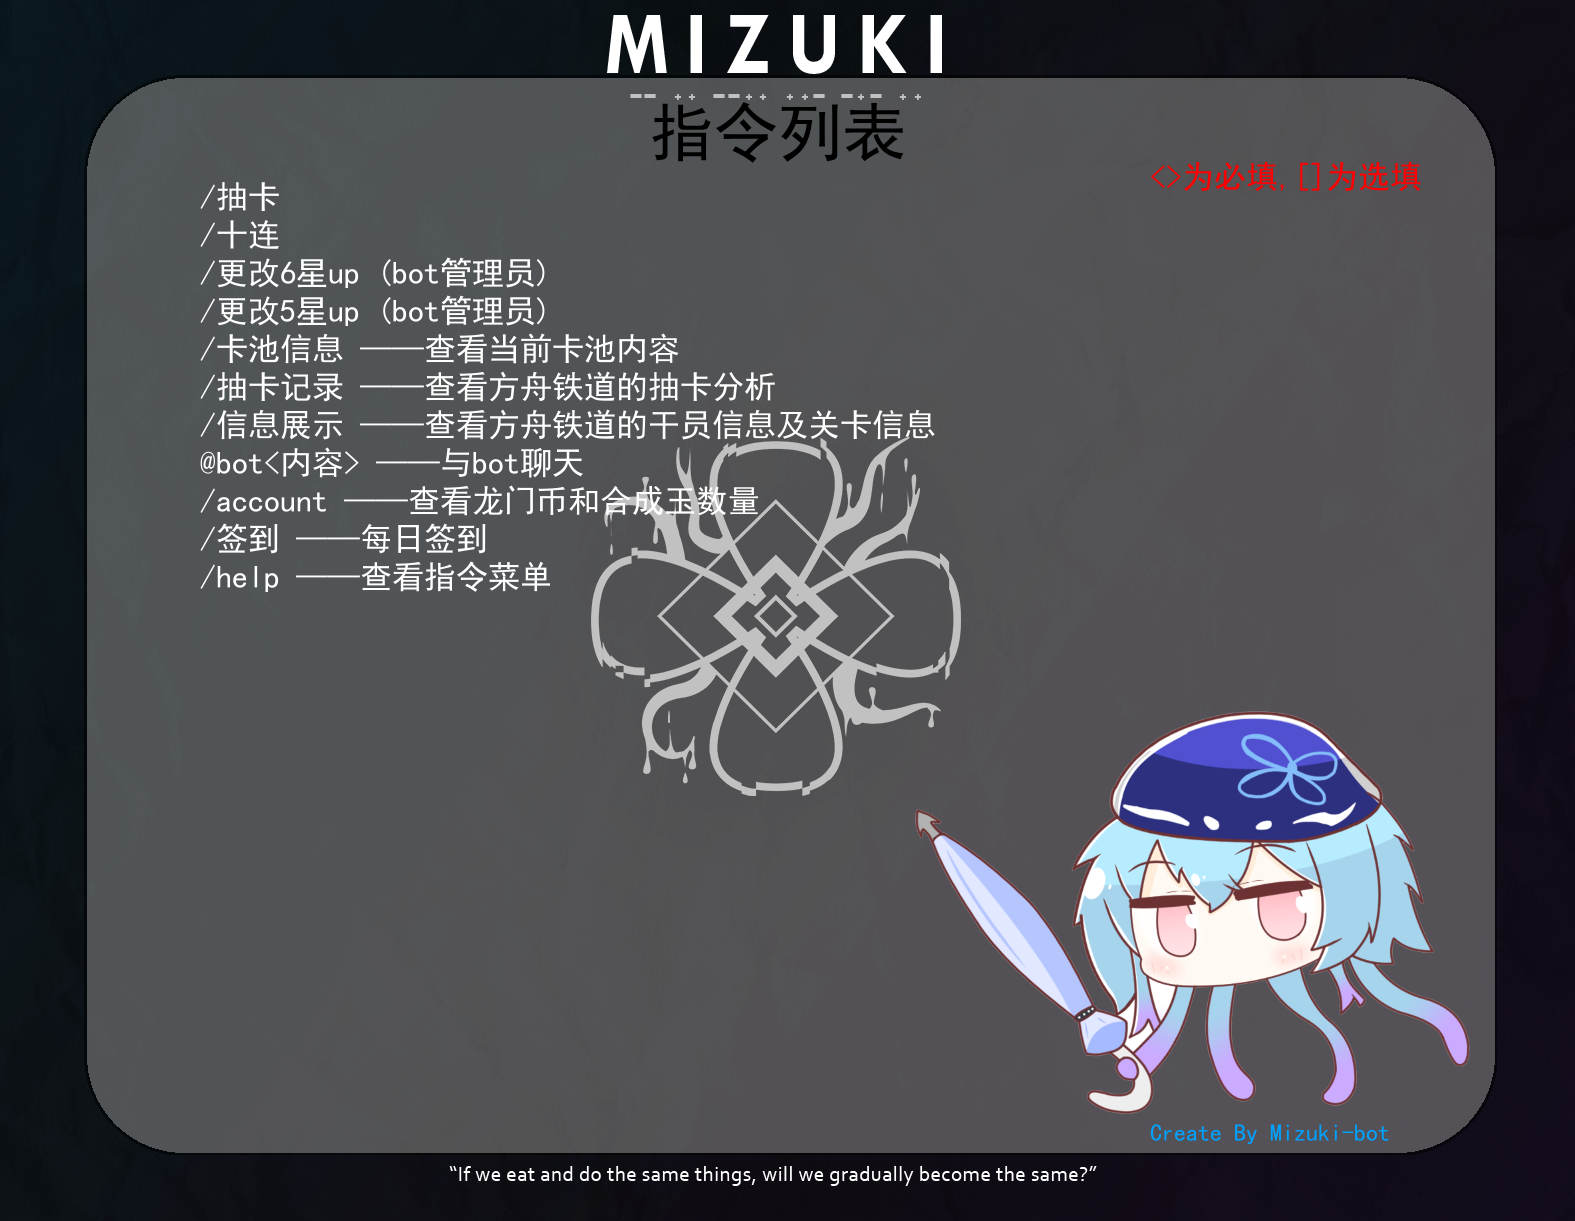 MIZUKI
指令列表
<>为必填,[]为选填
/抽卡
/十连
/更改6星up (bot管理员)
/更改5星up (bot管理员)
/卡池信息 ——查看当前卡池内容
/抽卡记录 ——查看方舟铁道的抽卡分析
/信息展示 ——查看方舟铁道的干员信息及关卡信息
@bot<内容> ——与bot聊天
/account ——查看龙门币和合成玉数量
/签到 ——每日签到
/help ——查看指令菜单
Create By Mizuki-bot
“If we eat and do the same things, will we gradually become the same?”